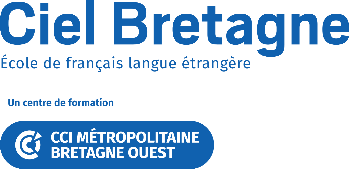 Ciel Bretagne
École de français langue étrangère
Un centre de formation
CCI MÉTROPOLITAINE
BRETAGNE OUEST